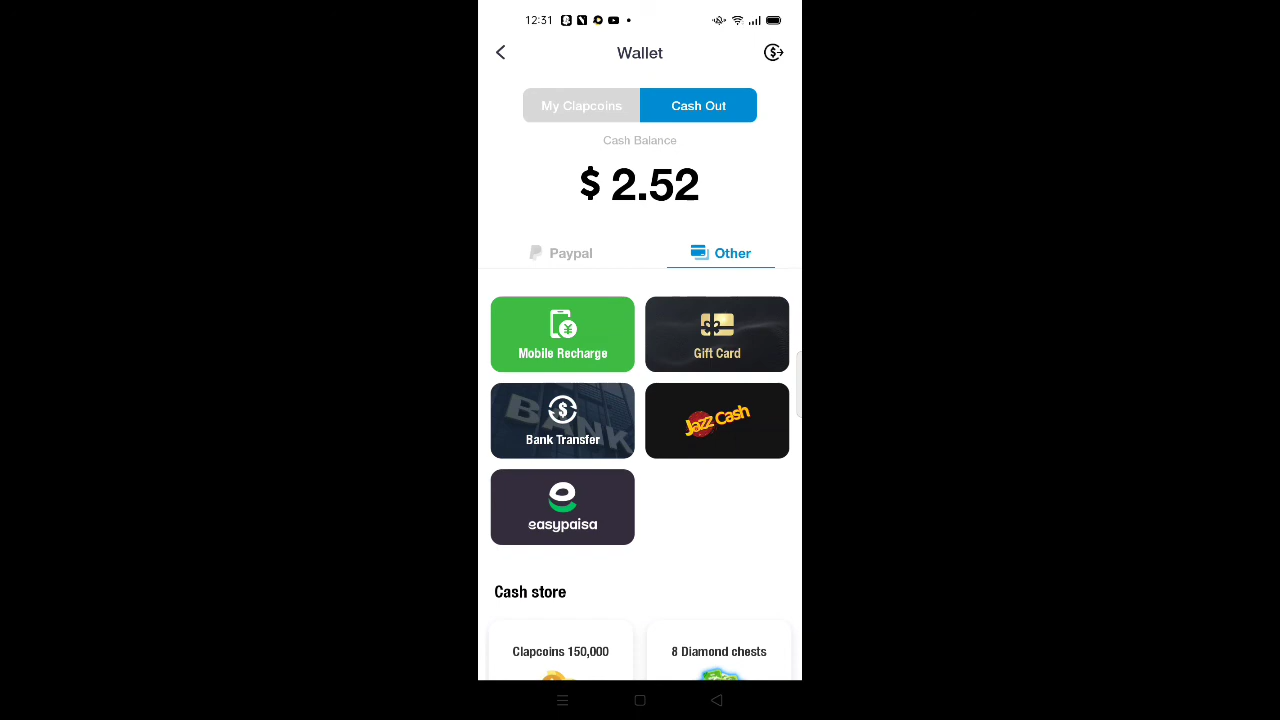 12:31
Wallet
My Clapcoins
Cash Out
Cash Balance
$ 2.52
Paypal
Other
Mobile Recharge
Gift Card
BANK
Bank Transfer
Jazz Cash
easypaisa
Cash store
Clapcoins 150,000
8 Diamond chests